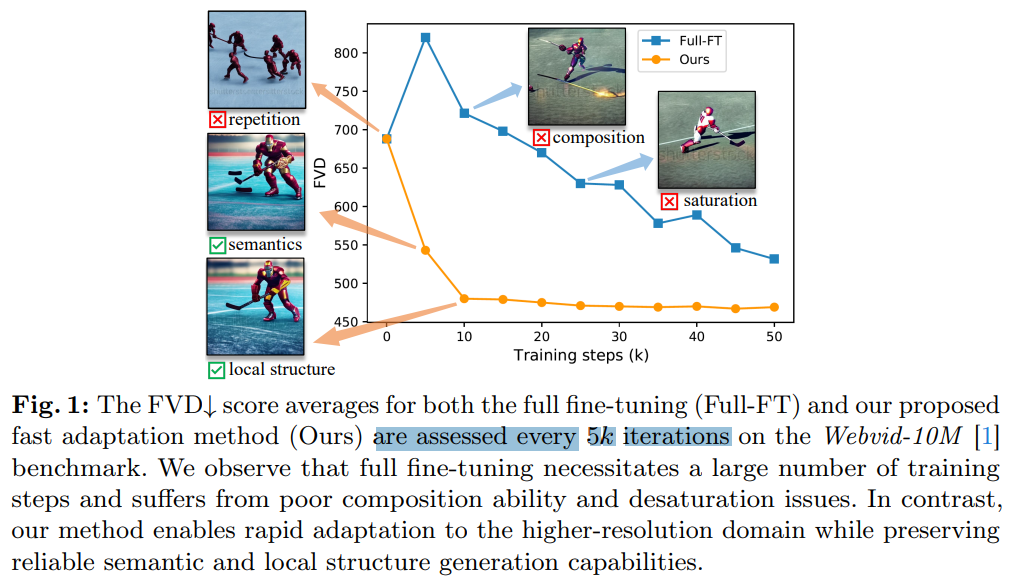 800
750
700
650
600
550
500
450
FVD
0
10
20
30
40
50
Training steps (k)
Full-FT
Ours
repetition
semantics
local structure
composition
saturation
Fig. 1: The FVD↓ score averages for both the full fine-tuning (Full-FT) and our proposed
fast adaptation method (Ours) are assessed every 5k iterations on the Webvid-10M [1]
benchmark. We observe that full fine-tuning necessitates a large number of training
steps and suffers from poor composition ability and desaturation issues. In contrast,
our method enables rapid adaptation to the higher-resolution domain while preserving
reliable semantic and local structure generation capabilities.